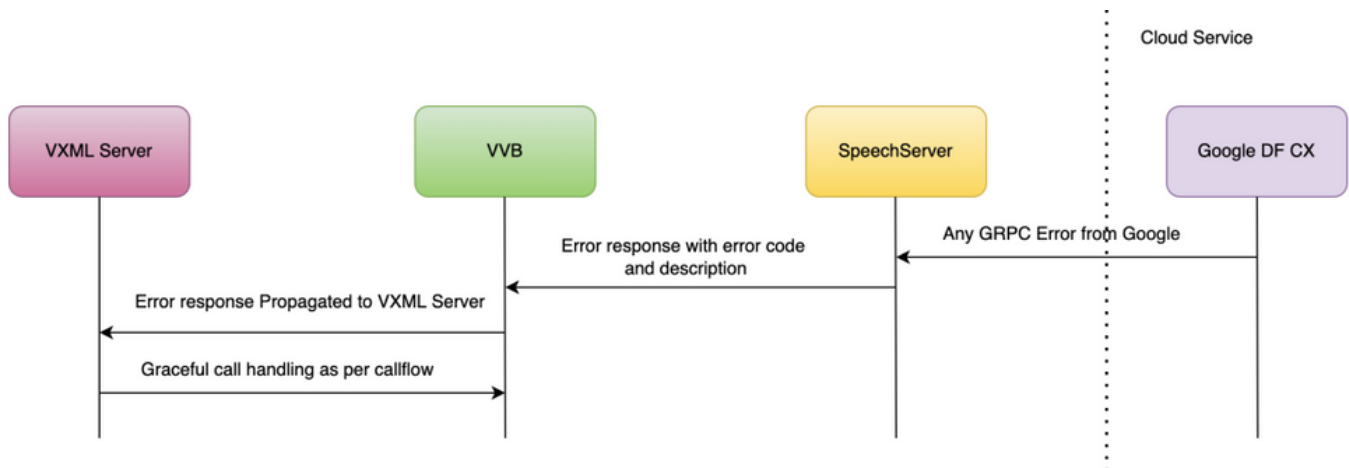 Cloud Service
VXML Server
VVB
SpeechServer
Google DF CX
Any GRPC Error from Google
Error response with error code
and description
Error response Propagated to VXML Server
Graceful call handling as per callflow